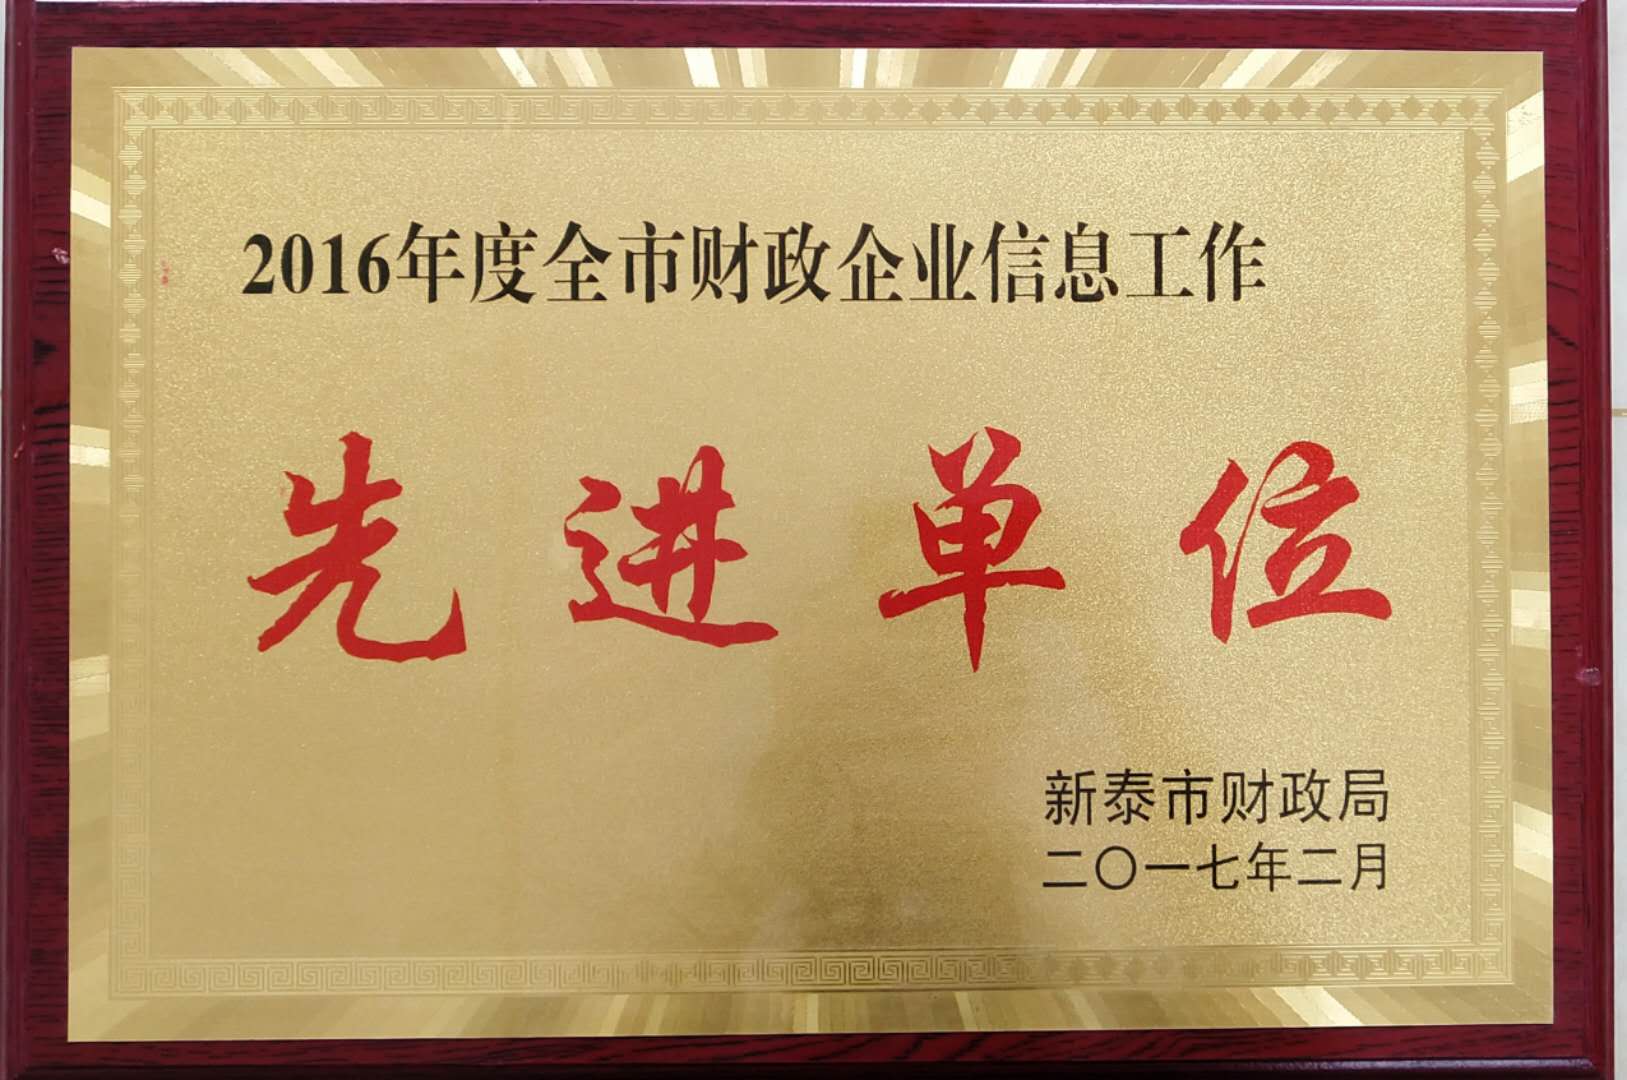 2016年度全市财政企业信息工作
先进单位
新泰市财政局
二〇一七年二月